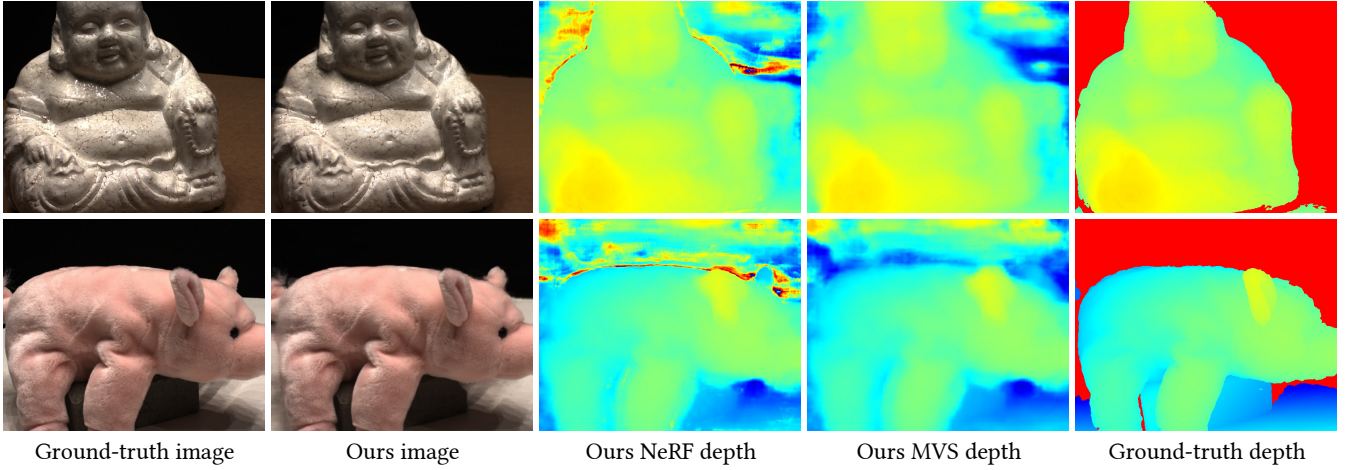 Ground-truth image
Ours image
Ours NeRF depth
Ours MVS depth
Ground-truth depth